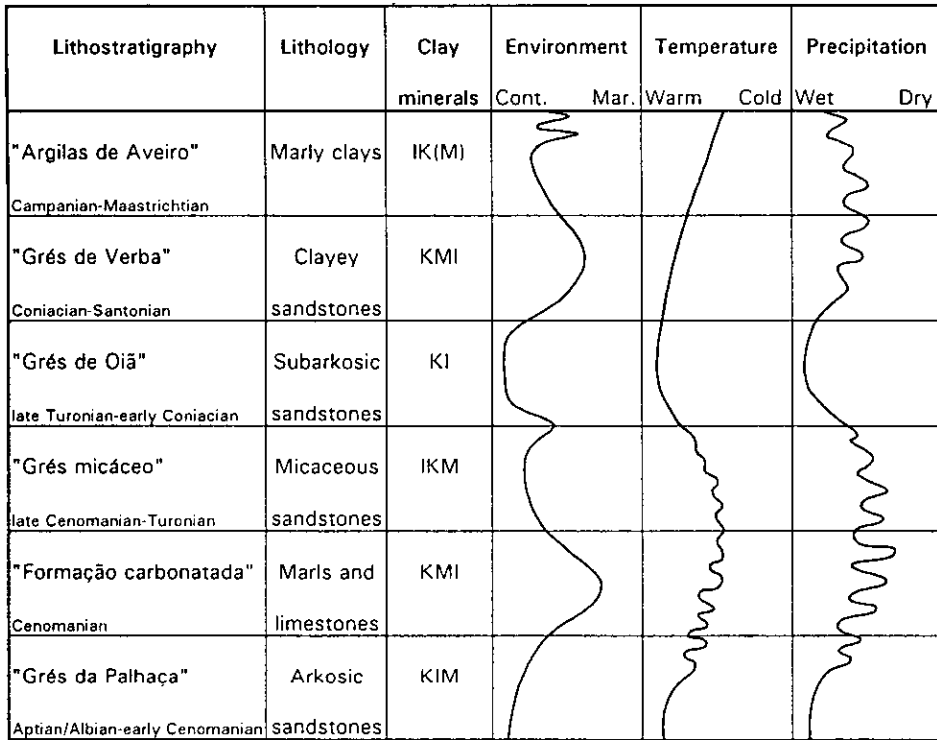 Lithostratigraphy Lithology Clay Environment Temperature Precipitation
minerals Cont. Mar. Warm Cold Wet Dry
"Argilas de Aveiro" Marly clays IK(M)
Campanian-Maastrichtian
"Grés de Verba" Clayey KMI
Coniacian-Santonian sandstones
"Grés de Oiã" Subarkosic KI
late Turonian-early Coniacian sandstones
"Grés micáceo" Micaceous IKM
late Cenomanian-Turonian sandstones
"Formação carbonatada" Marls and KMI
Cenomanian limestones
"Grés da Palhaça" Arkosic KIM
Aptian/Albian-early Cenomanian sandstones